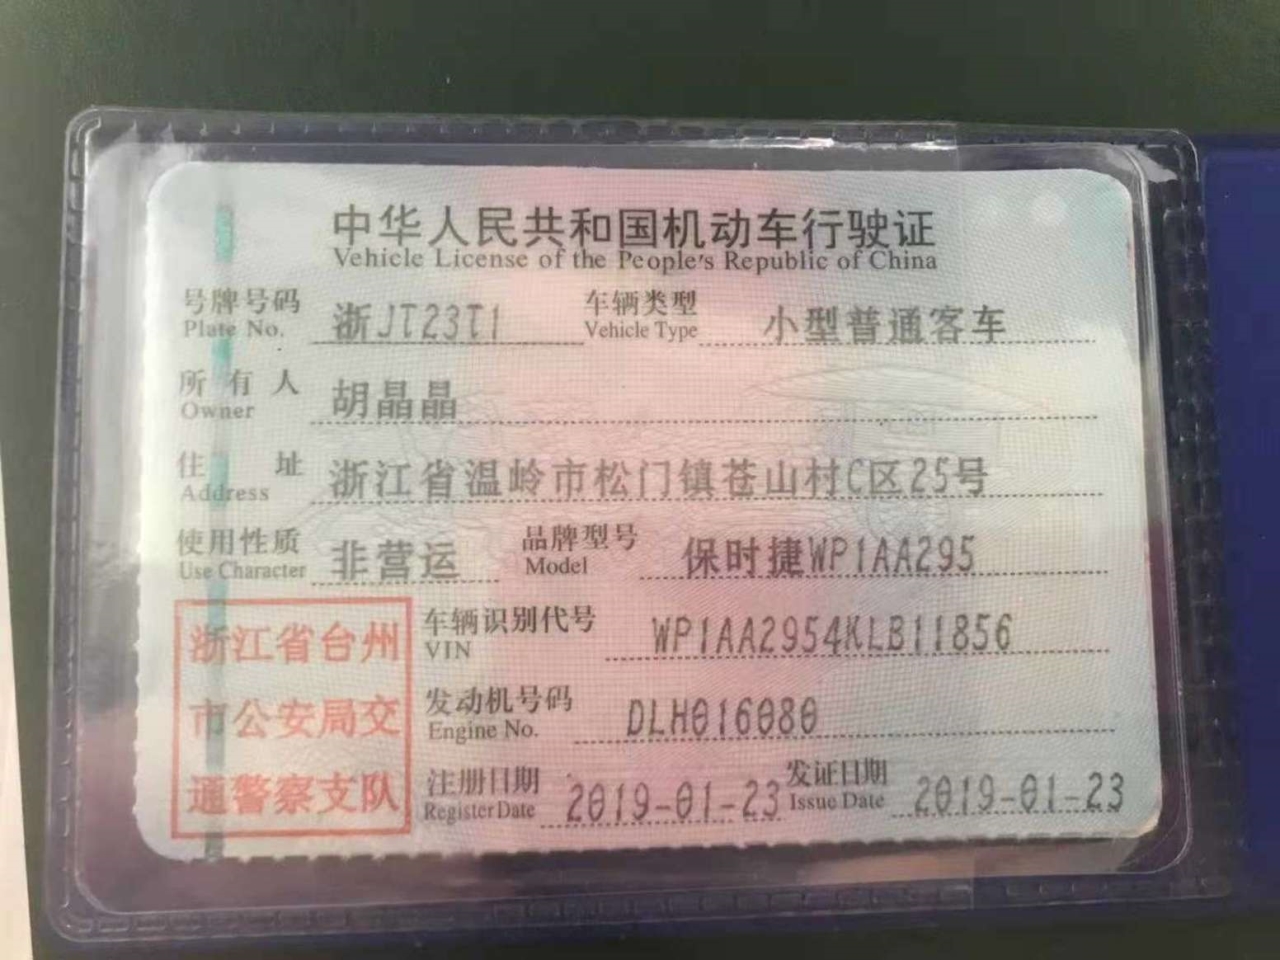 中华人民共和国机动车行驶证
Vehicle License of the People's Republic of China
号牌号码 浙JT23T1 车辆类型 小型普通客车
Plate No. Vehicle Type
所有人 胡晶晶
Owner
住址 浙江省温岭市松门镇苍山村C区25号
Address
使用性质 非营运 品牌型号 保时捷WP1AA295
Use Character Model
浙江省台州
市公安局交
通警察支队
车辆识别代号 WP1AA2954KLB11856
VIN
发动机号码 DLH016080
Engine No.
注册日期 2019-01-23 发证日期 2019-01-23
Register Date Issue Date